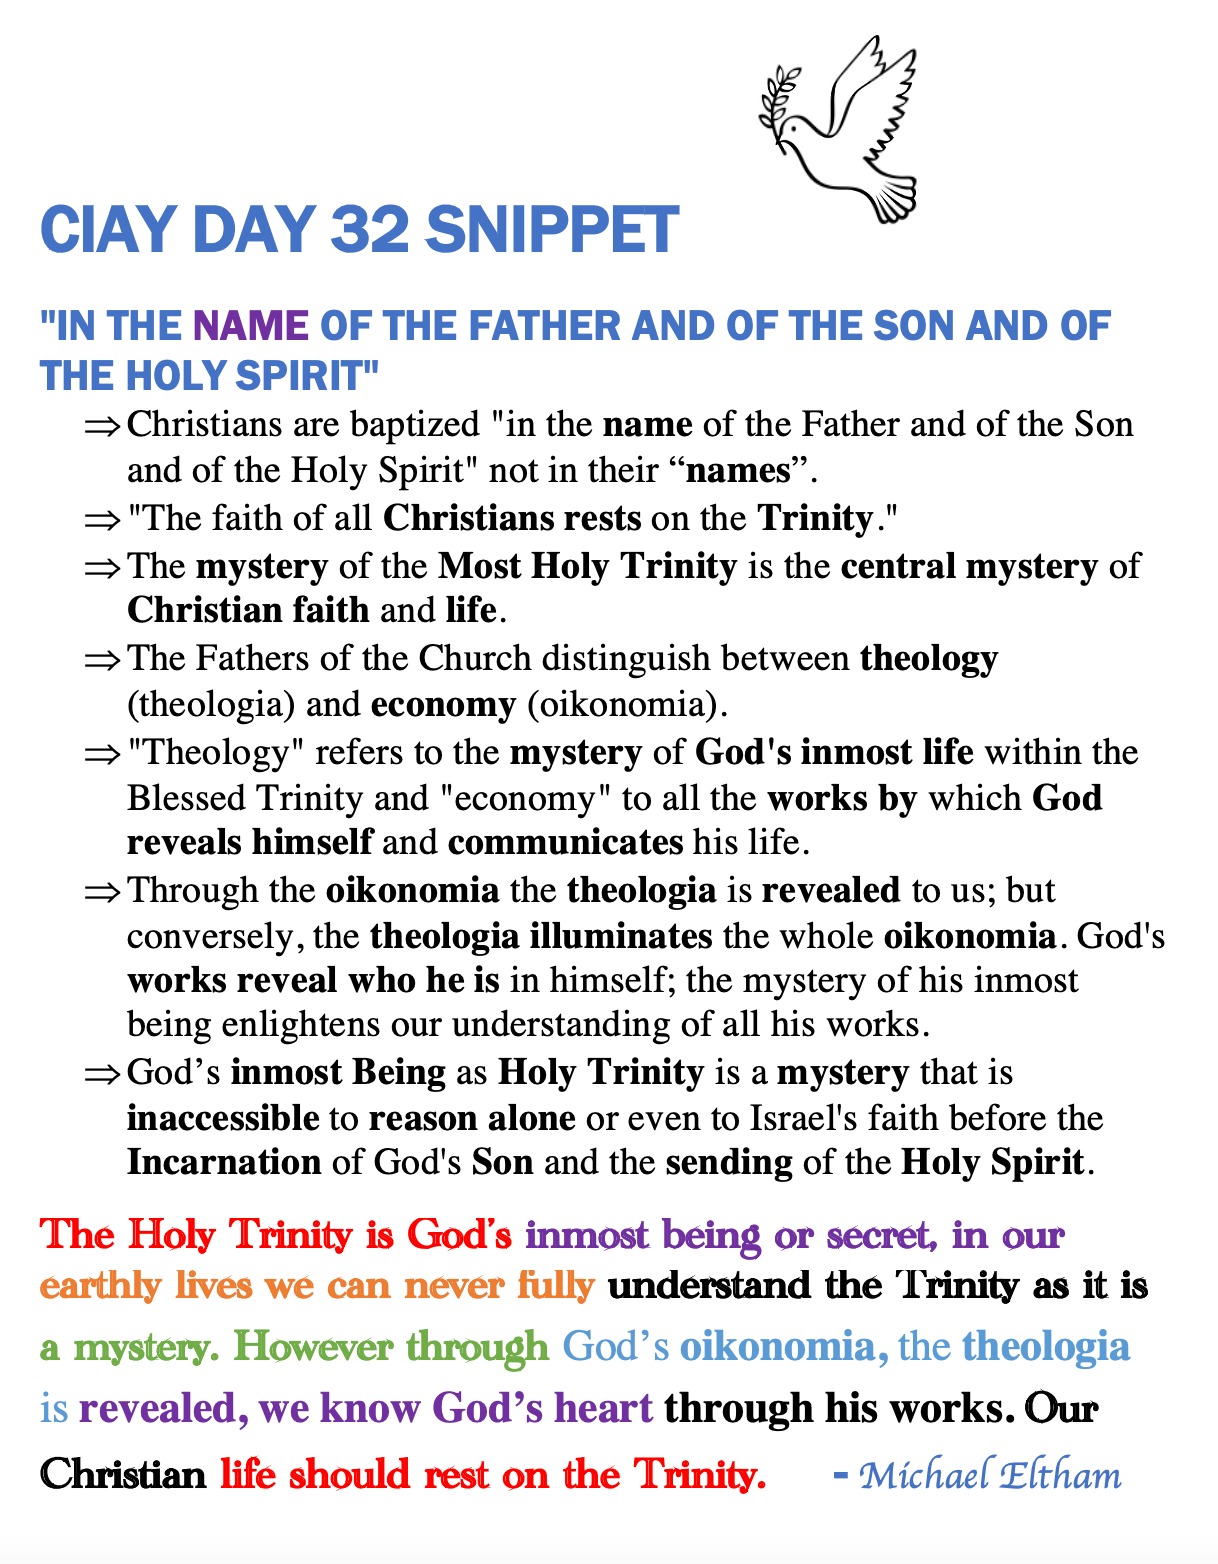 CIAY DAY 32 SNIPPET
"IN THE NAME OF THE FATHER AND OF THE SON AND OF
THE HOLY SPIRIT"
⇒Christians are baptized "in the name of the Father and of the Son
and of the Holy Spirit" not in their “names”.
⇒"The faith of all Christians rests on the Trinity."
⇒The mystery of the Most Holy Trinity is the central mystery of
Christian faith and life.
⇒The Fathers of the Church distinguish between theology
(theologia) and economy (oikonomia).
⇒"Theology" refers to the mystery of God's inmost life within the
Blessed Trinity and "economy" to all the works by which God
reveals himself and communicates his life.
⇒Through the oikonomia the theologia is revealed to us; but
conversely, the theologia illuminates the whole oikonomia. God's
works reveal who he is in himself; the mystery of his inmost
being enlightens our understanding of all his works.
⇒God’s inmost Being as Holy Trinity is a mystery that is
inaccessible to reason alone or even to Israel's faith before the
Incarnation of God's Son and the sending of the Holy Spirit.
The Holy Trinity is God’s inmost being or secret, in our
earthly lives we can never fully understand the Trinity as it is
a mystery. However through God’s oikonomia, the theologia
is revealed, we know God’s heart through his works. Our
Christian life should rest on the Trinity. - Michael Eltham